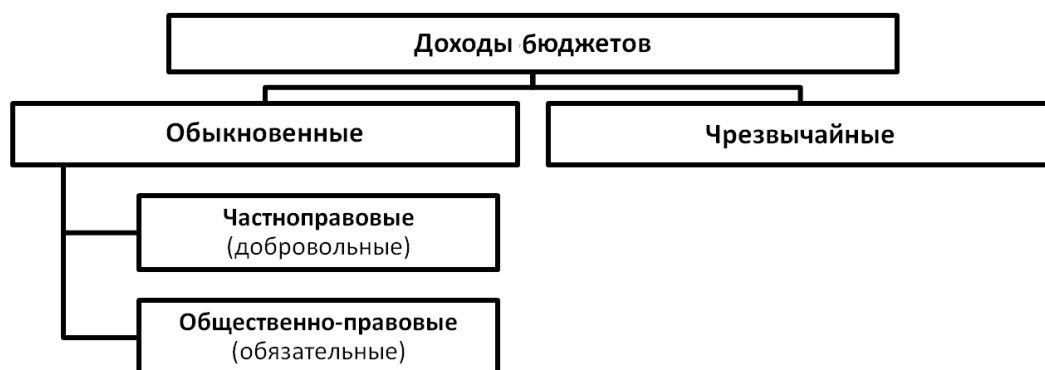 Доходы бюджетов
Обыкновенные
Чрезвычайные
Частноправовые
(добровольные)
Общественно-правовые
(обязательные)